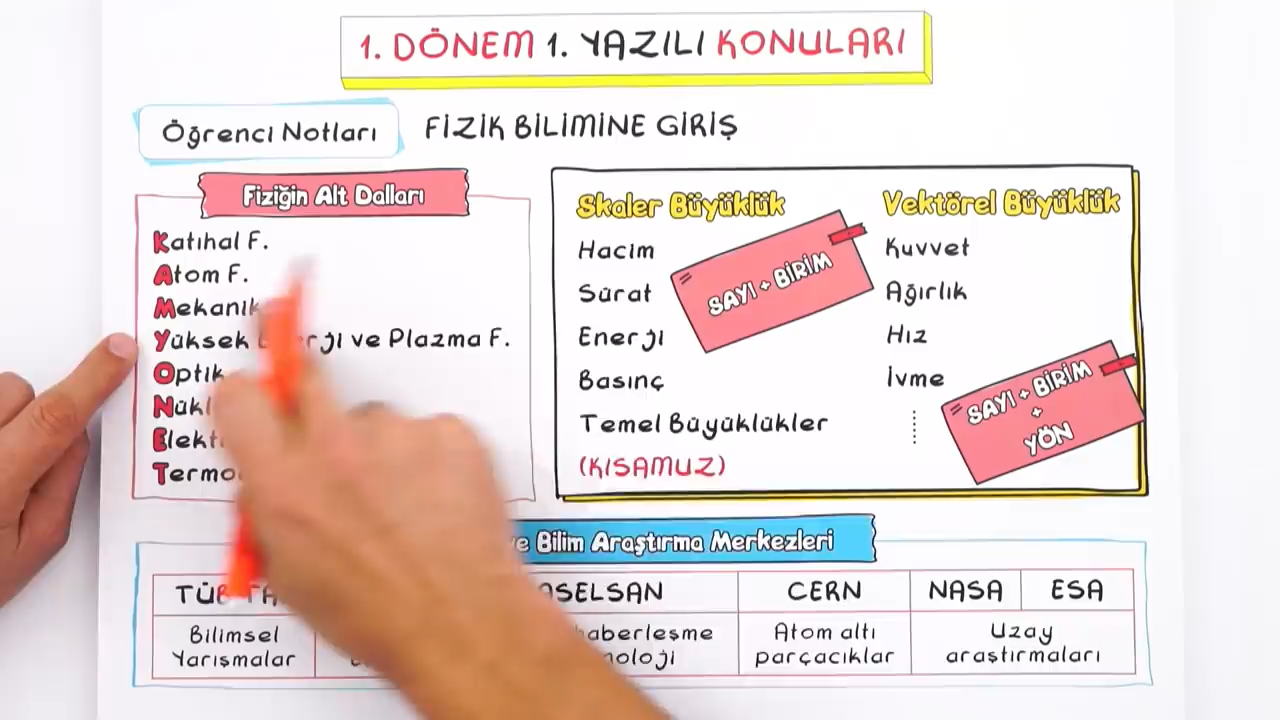 1. DÖNEM 1. YAZILI KONULARI
Öğrenci Notları
FİZİK BİLİMİNE GİRİŞ
Fiziğin Alt Dalları
Katıhal F.
Atom F.
Mekanik
Yüksek ve Plazma F.
Optik
Skaler Büyüklük
Hacim
Sürat
Enerji
Basınç
Temel Büyüklükler
(KISAMUZ)
SAYI + BİRİM
Vektörel Büyüklük
Kuvvet
Ağırlık
Hız
İvme
SAYI + BİRİM
+
YÖN
ve Bilim Araştırma Merkezleri
ASELSAN CERN NASA ESA
Bilimsel
Yarışmalar
haberleşme
Atom altı
parçacıklar
Uzay
araştırmaları